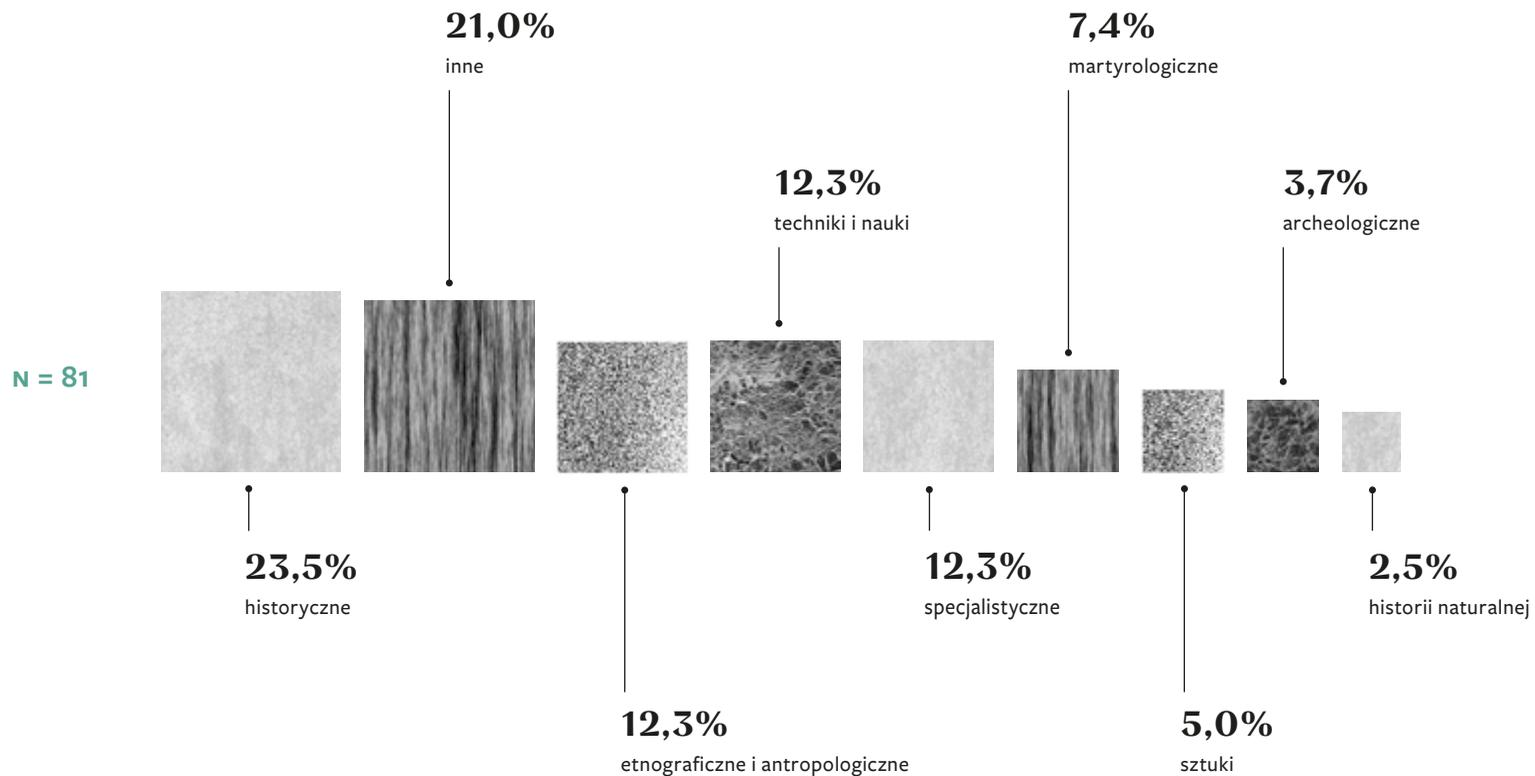 21,0%
inne
7,4%
martyrologiczne
12,3%
techniki i nauki
3,7%
archeologiczne
N = 81
23,5%
historyczne
12,3%
specjalistyczne
2,5%
historii naturalnej
12,3%
etnograficzne i antropologiczne
5,0%
sztuki